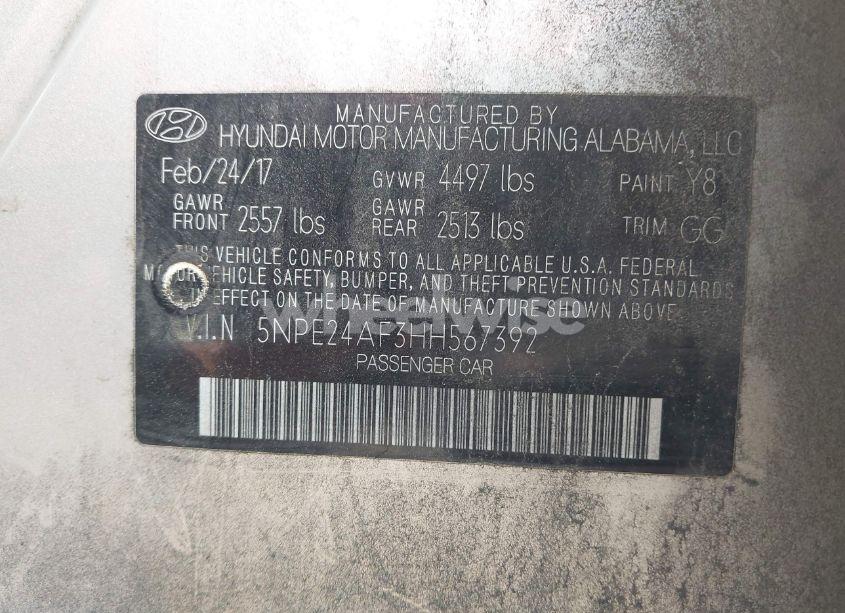 MANUFACTURED BY
HYUNDAI MOTOR MANUFACTURING ALABAMA, LLC
Feb/24/17 GVWR 4497 lbs PAINT Y8
GAWR FRONT 2557 lbs GAWR REAR 2513 lbs TRIM GG
THIS VEHICLE CONFORMS TO ALL APPLICABLE U.S.A. FEDERAL
MOTOR VEHICLE SAFETY, BUMPER, AND THEFT PREVENTION STANDARDS
IN EFFECT ON THE DATE OF MANUFACTURE SHOWN ABOVE.
wheelwise
V.I.N 5NPE24AF3HH567392
PASSENGER CAR